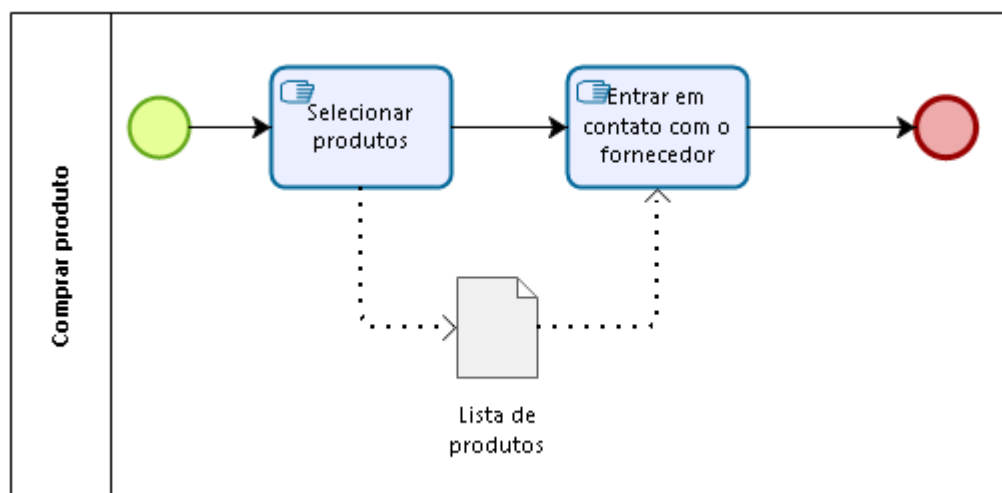 Comprar produto
Selecionar
produtos
Entrar em
contato com o
fornecedor
Lista de
produtos